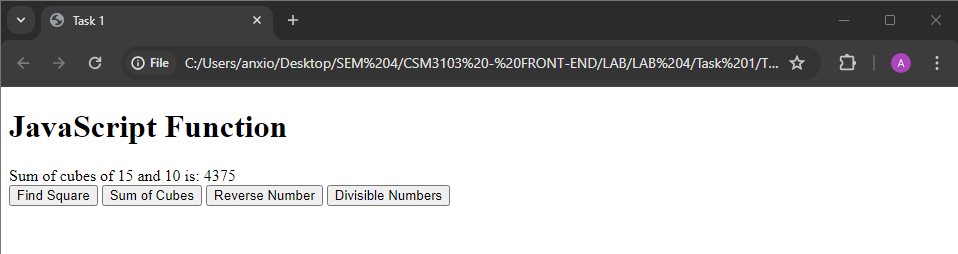 Task 1
File C:/Users/anxio/Desktop/SEM%204/CSM3103%20-%20FRONT-END/LAB/LAB%204/Task%201/T...
A
JavaScript Function
Sum of cubes of 15 and 10 is: 4375
Find Square Sum of Cubes Reverse Number Divisible Numbers